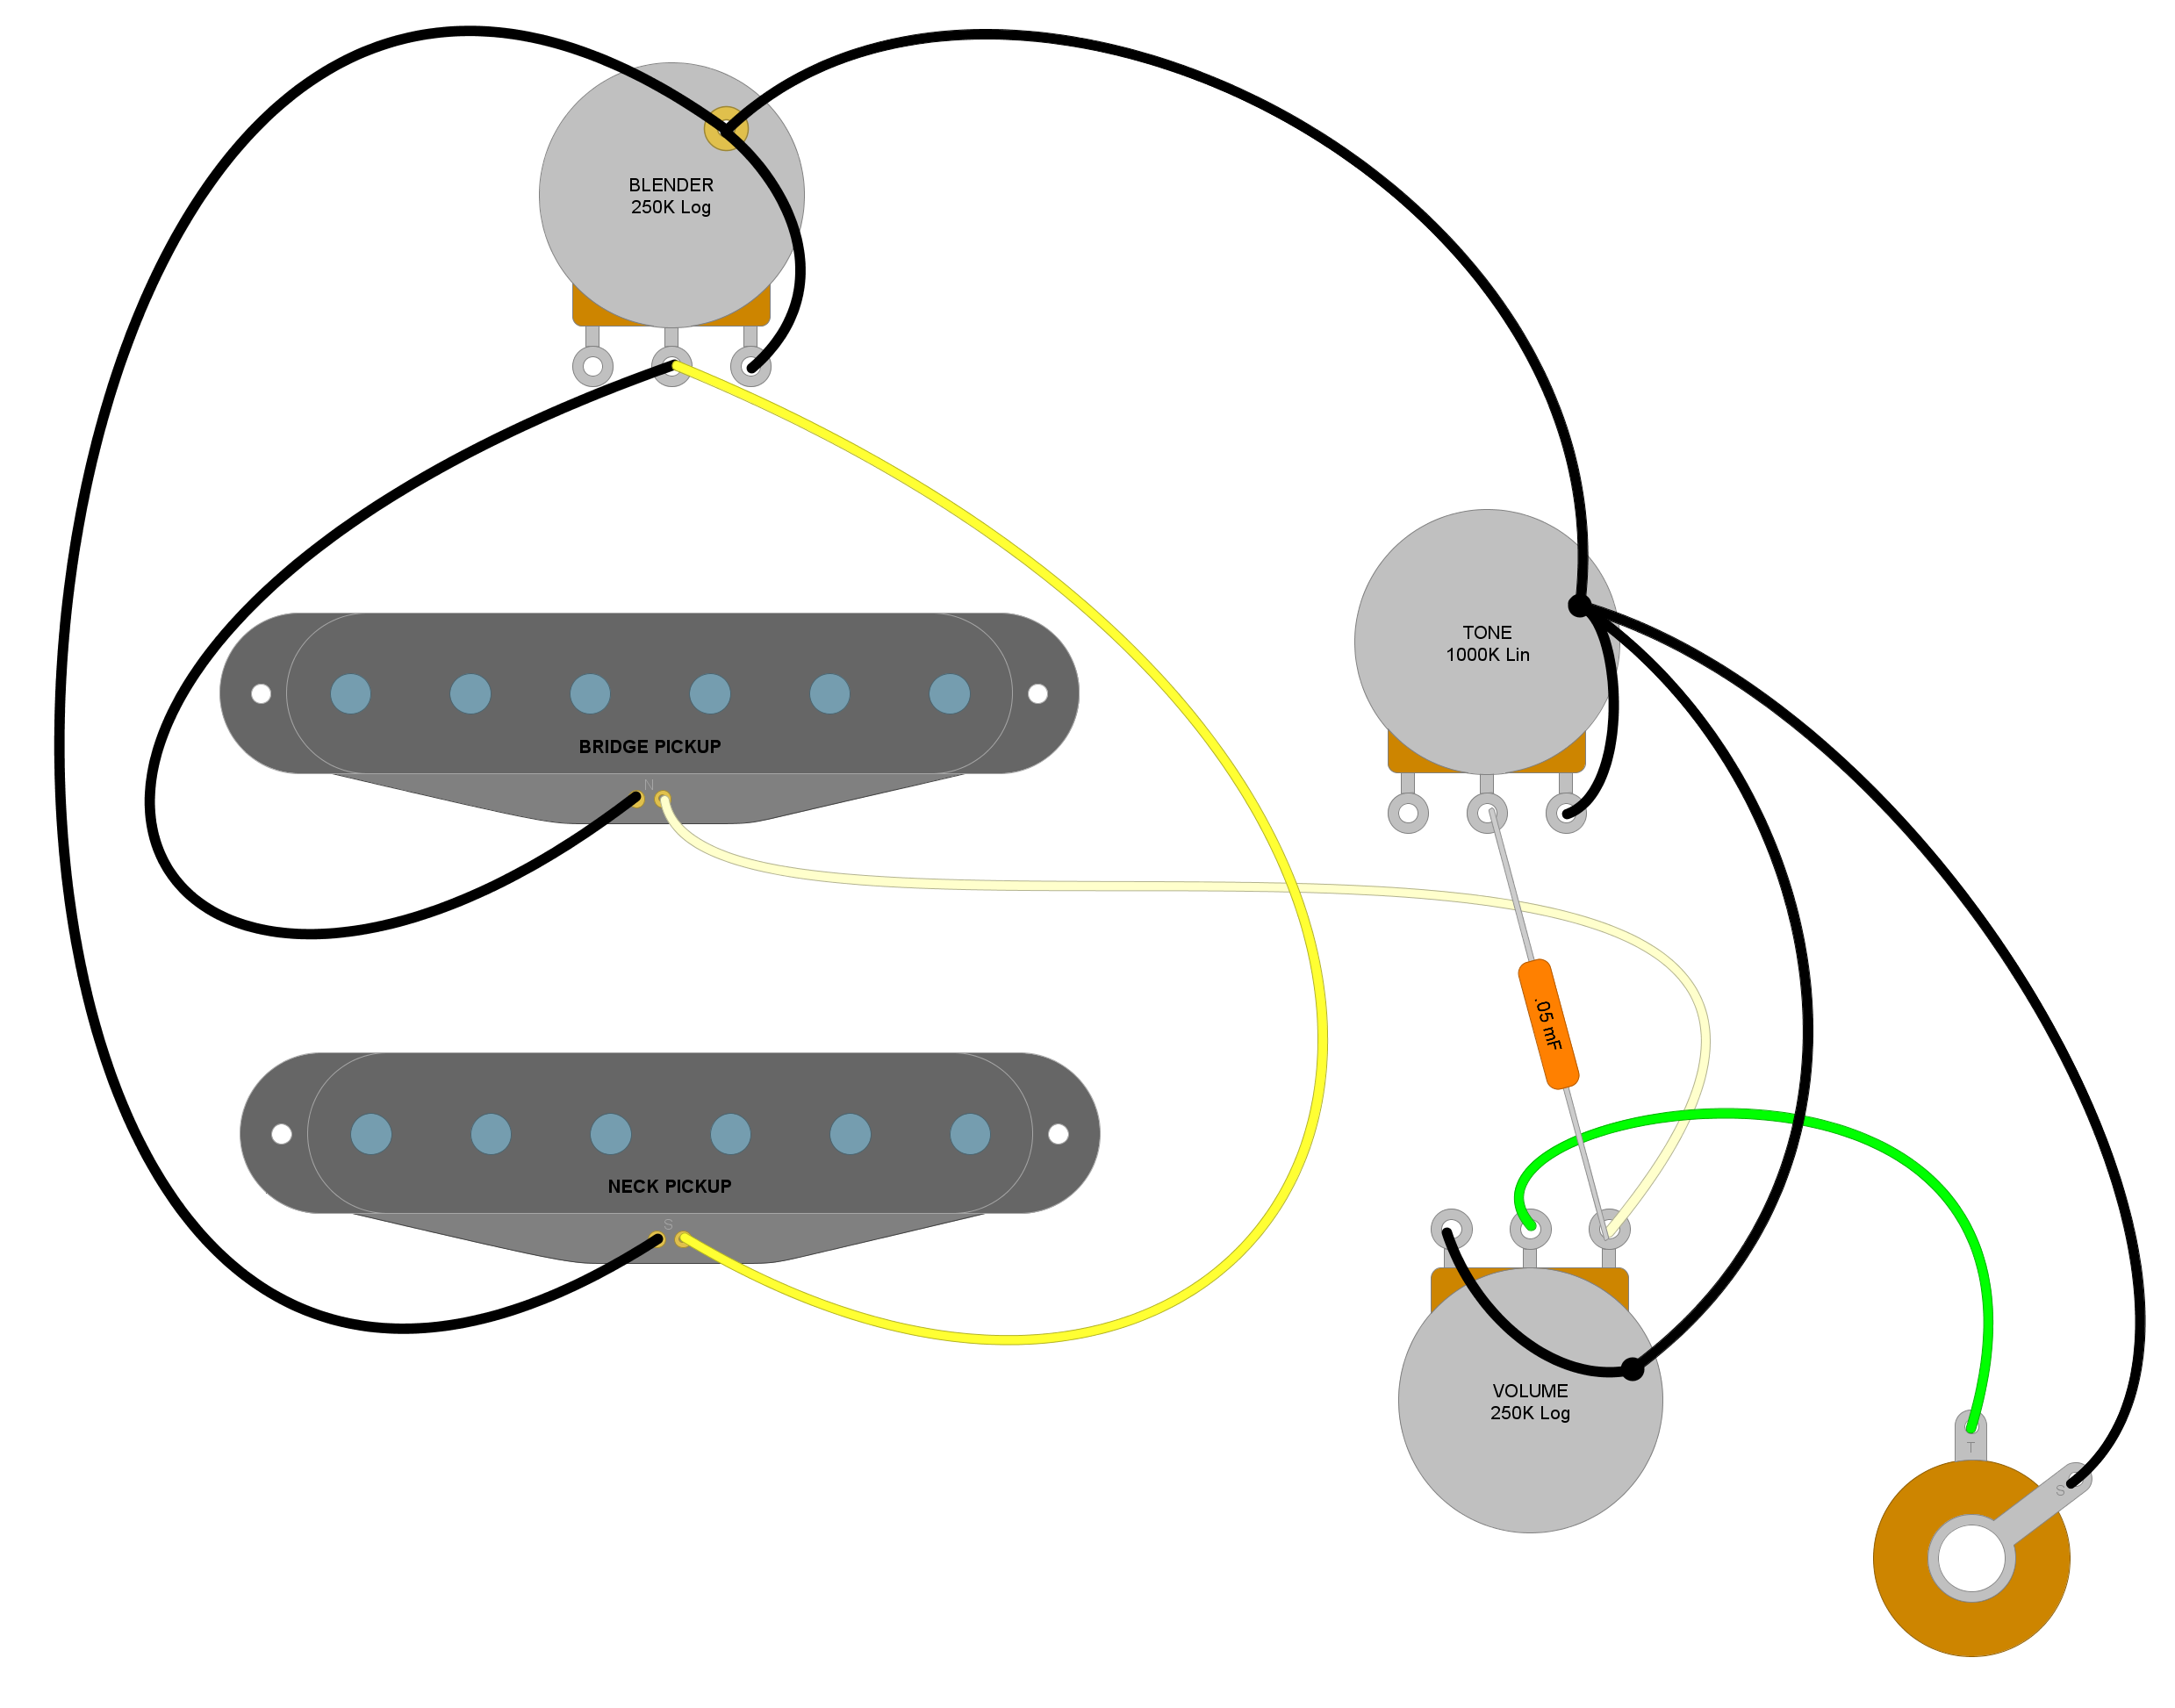 BLENDER
250K Log
TONE
1000K Lin
BRIDGE PICKUP
N
.05 mF
NECK PICKUP
S
VOLUME
250K Log
T
S